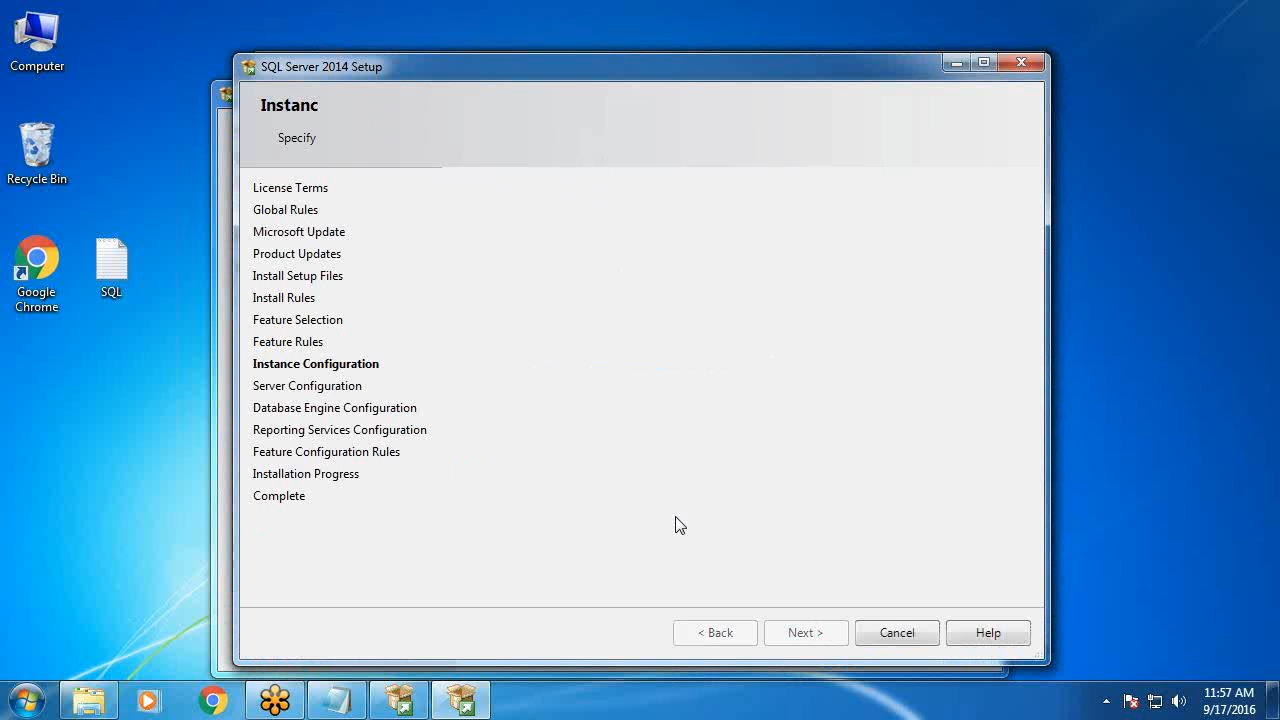 Computer
Recycle Bin
Google
Chrome
SQL
SQL Server 2014 Setup
Instanc
Specify
License Terms
Global Rules
Microsoft Update
Product Updates
Install Setup Files
Install Rules
Feature Selection
Feature Rules
Instance Configuration
Server Configuration
Database Engine Configuration
Reporting Services Configuration
Feature Configuration Rules
Installation Progress
Complete
< Back
Next >
Cancel
Help
11:57 AM
9/17/2016